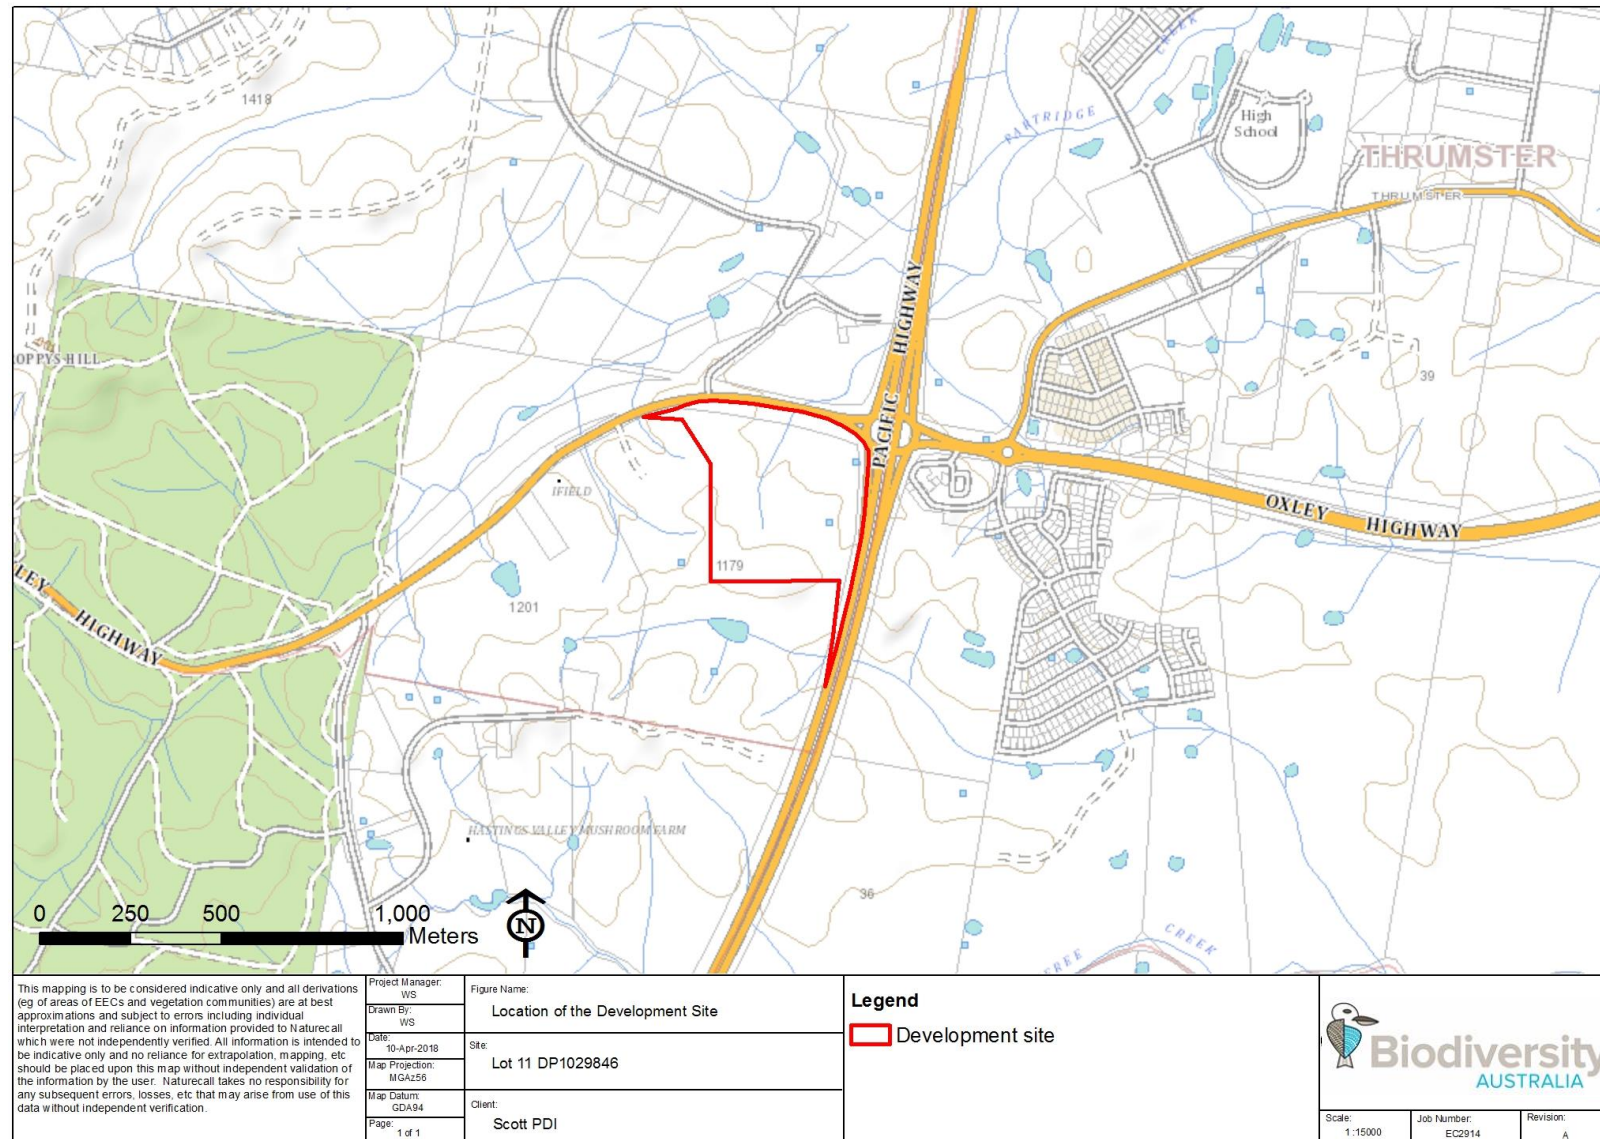 CREEK
1418
PARTRIDGE
High
School
THRUMSTER
THRUMSTER
PACIFIC HIGHWAY
OPPYS HILL
39
IFIELD
OXLEY HIGHWAY
1179
LEY HIGHWAY
1201
HASTINGS VALLEY MUSHROOM FARM
36
0 250 500 1,000
Meters
N
REE CREEK
This mapping is to be considered indicative only and all derivations
(eg of areas of EECs and vegetation communities) are at best
approximations and subject to errors including individual
interpretation and reliance on information provided to Naturecall
which were not independently verified. All information is intended to
be indicative only and no reliance for extrapolation, mapping, etc
should be placed upon this map without independent validation of
the information by the user. Naturecall takes no responsibility for
any subsequent errors, losses, etc that may arise from use of this
data without independent verification.
Project Manager:
WS
Drawn By:
WS
Date:
10-Apr-2018
Map Projection:
MGAz56
Map Datum:
GDA94
Page:
1 of 1
Figure Name:
Location of the Development Site
Site:
Lot 11 DP1029846
Client:
Scott PDI
Legend
Development site
Biodiversity
AUSTRALIA
Scale:
1:15000
Job Number:
EC2914
Revision:
A